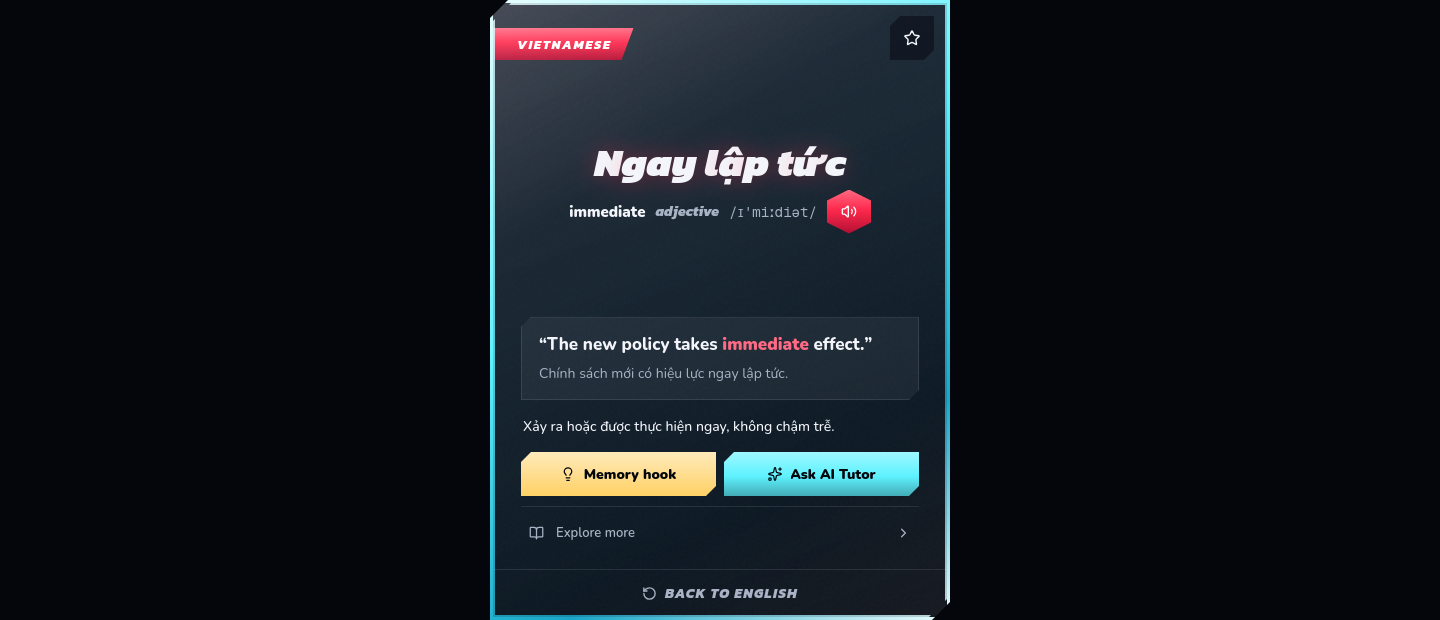 VIETNAMESE
Ngay lập tức
immediate adjective /ɪˈmiːdiət/
“The new policy takes immediate effect.”
Chính sách mới có hiệu lực ngay lập tức.
Xảy ra hoặc được thực hiện ngay, không chậm trễ.
Memory hook
Ask AI Tutor
Explore more
BACK TO ENGLISH